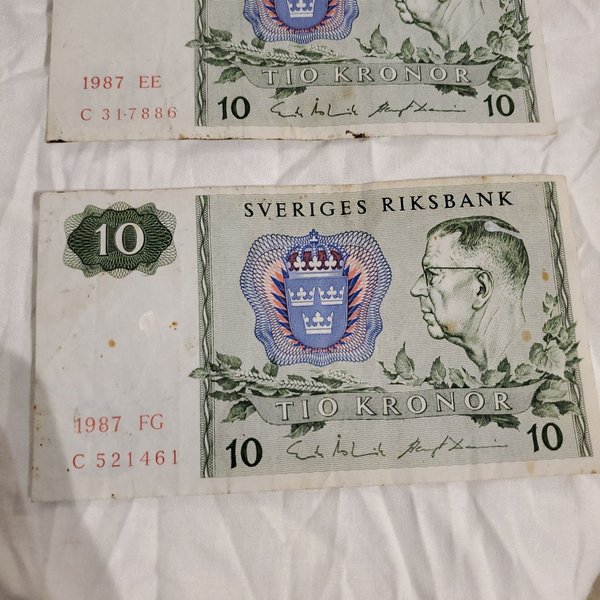 1987 EE
C 317886
TIO KRONOR
10
10
SVERIGES RIKSBANK
10
1987 FG
C 521461
TIO KRONOR
10
10